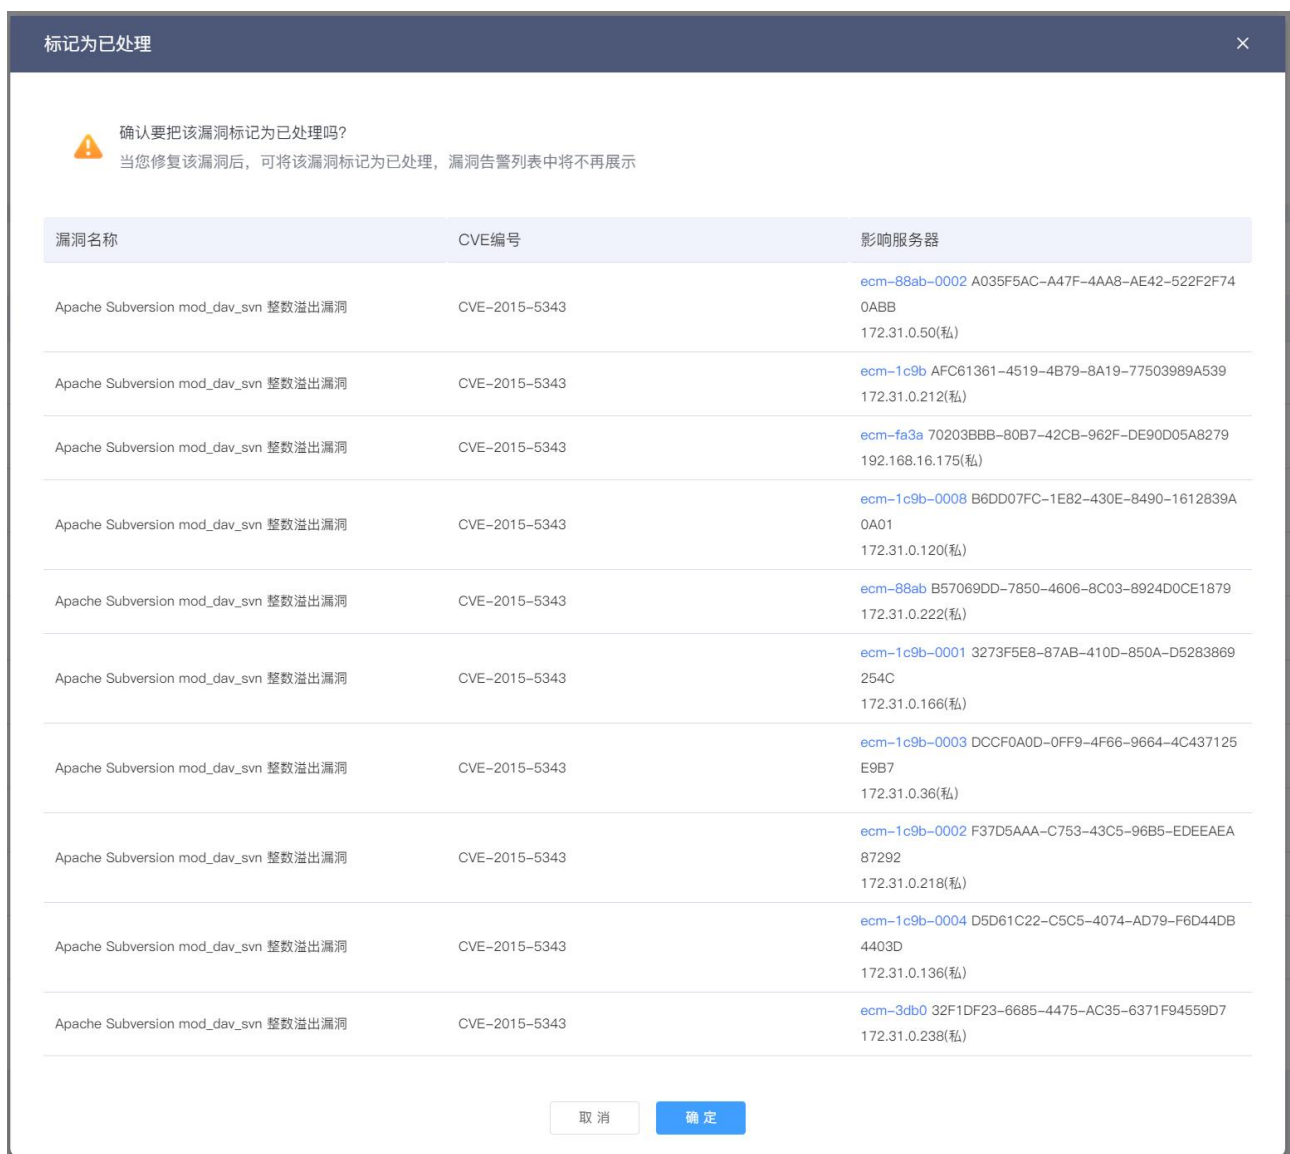 标记为已处理
确认要把该漏洞标记为已处理吗?
当您修复该漏洞后，可将该漏洞标记为已处理，漏洞告警列表中将不再展示
漏洞名称 CVE编号 影响服务器
ecm-88ab-0002 A035F5AC-A47F-4AA8-AE42-522F2F74
Apache Subversion mod_dav_svn 整数溢出漏洞 CVE-2015-5343 0ABB
172.31.0.50(私)
ecm-1c9b AFC61361-4519-4B79-8A19-77503989A539
Apache Subversion mod_dav_svn 整数溢出漏洞 CVE-2015-5343
172.31.0.212(私)
ecm-fa3a 70203BBB-80B7-42CB-962F-DE90D05A8279
Apache Subversion mod_dav_svn 整数溢出漏洞 CVE-2015-5343
192.168.16.175(私)
ecm-1c9b-0008 B6DD07FC-1E82-430E-8490-1612839A
Apache Subversion mod_dav_svn 整数溢出漏洞 CVE-2015-5343 0A01
172.31.0.120(私)
ecm-88ab B57069DD-7850-4606-8C03-8924D0CE1879
Apache Subversion mod_dav_svn 整数溢出漏洞 CVE-2015-5343
172.31.0.222(私)
ecm-1c9b-0001 3273F5E8-87AB-410D-850A-D5283869
Apache Subversion mod_dav_svn 整数溢出漏洞 CVE-2015-5343 254C
172.31.0.166(私)
ecm-1c9b-0003 DCCF0A0D-0FF9-4F66-9664-4C437125
Apache Subversion mod_dav_svn 整数溢出漏洞 CVE-2015-5343 E9B7
172.31.0.36(私)
ecm-1c9b-0002 F37D5AAA-C753-43C5-96B5-EDEEAEA
Apache Subversion mod_dav_svn 整数溢出漏洞 CVE-2015-5343 87292
172.31.0.218(私)
ecm-1c9b-0004 D5D61C22-C5C5-4074-AD79-F6D44DB
Apache Subversion mod_dav_svn 整数溢出漏洞 CVE-2015-5343 4403D
172.31.0.136(私)
ecm-3db0 32F1DF23-6685-4475-AC35-6371F94559D7
Apache Subversion mod_dav_svn 整数溢出漏洞 CVE-2015-5343
172.31.0.238(私)
取消 确定